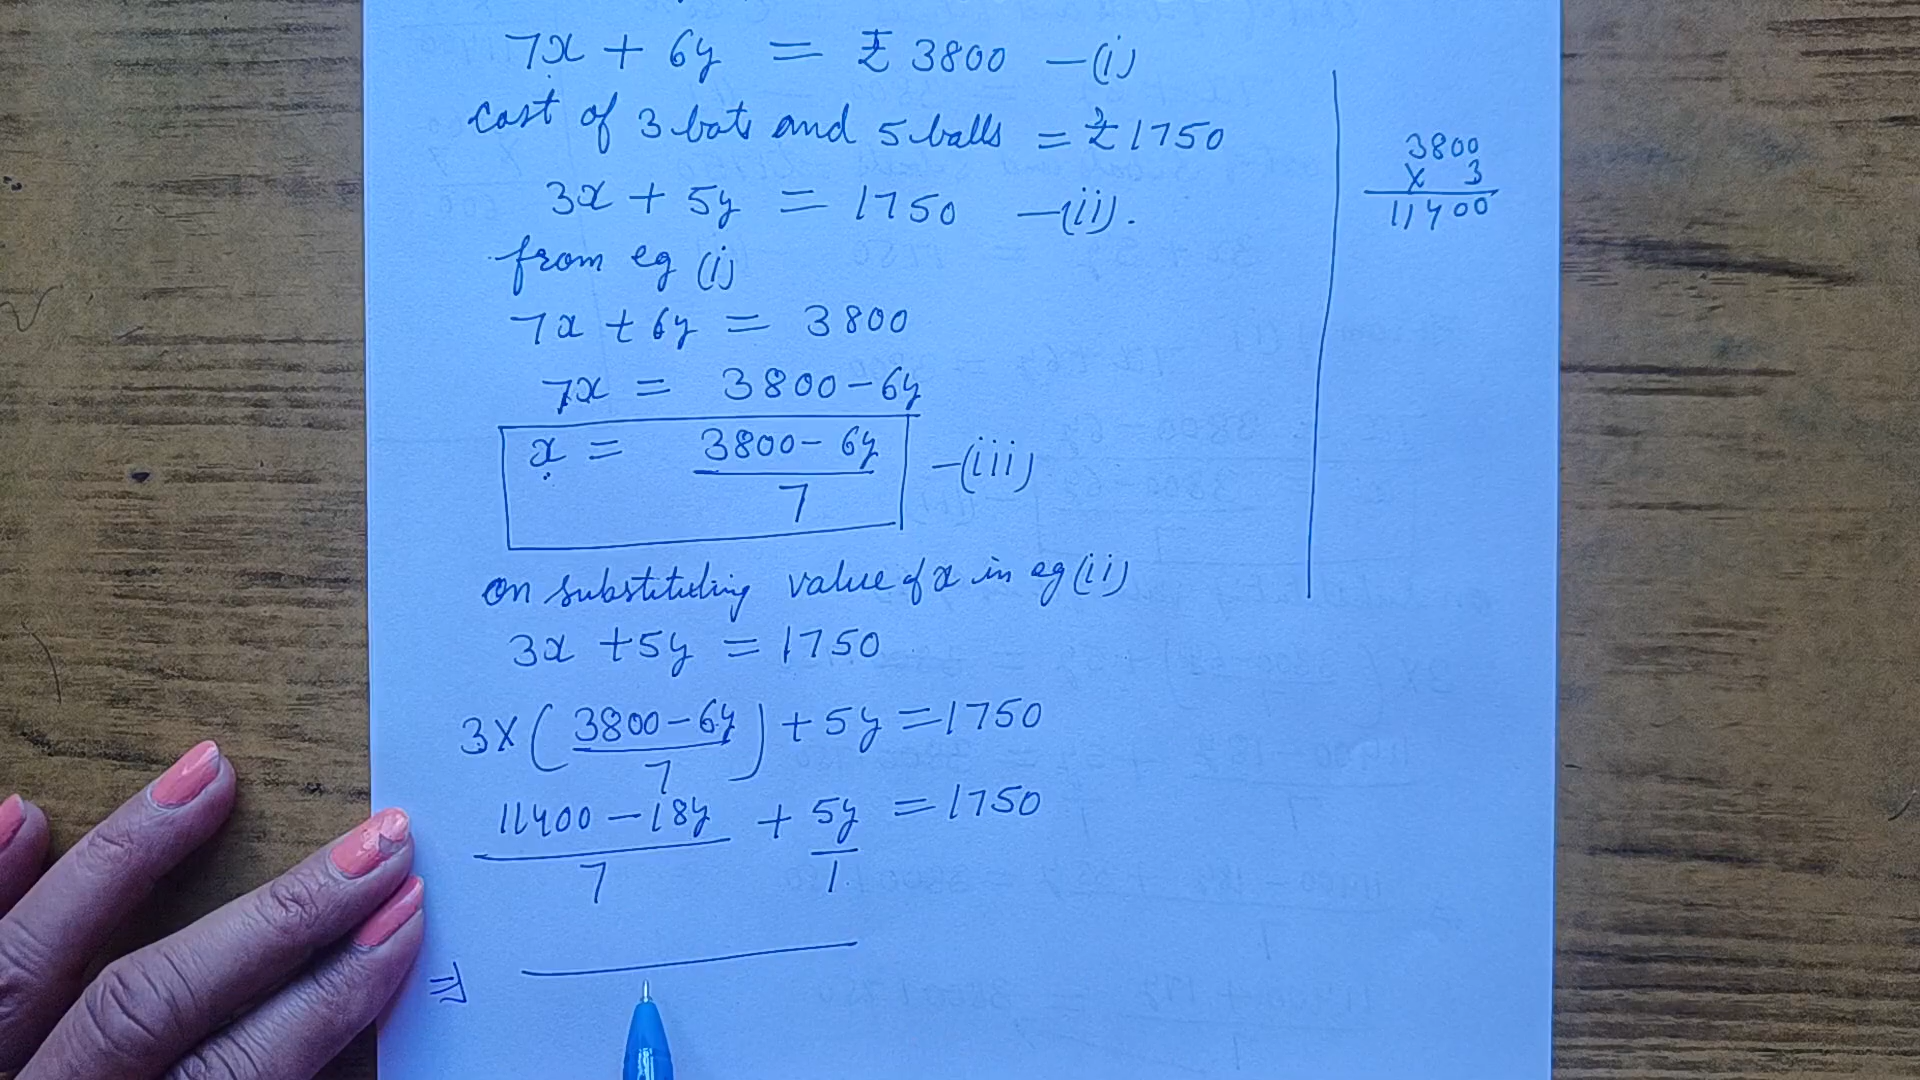 7x + 6y = ₹ 3800 —(i)
cost of 3 bats and 5 balls = ₹ 1750
3x + 5y = 1750 —(ii).
from eq (i)
7x + 6y = 3800
7x = 3800 - 6y
x = 3800 - 6y / 7 —(iii)
on substituting value of x in eq (ii)
3x + 5y = 1750
3 × (3800 - 6y / 7) + 5y = 1750
11400 - 18y / 7 + 5y / 1 = 1750
⇒
3800
× 3
11400